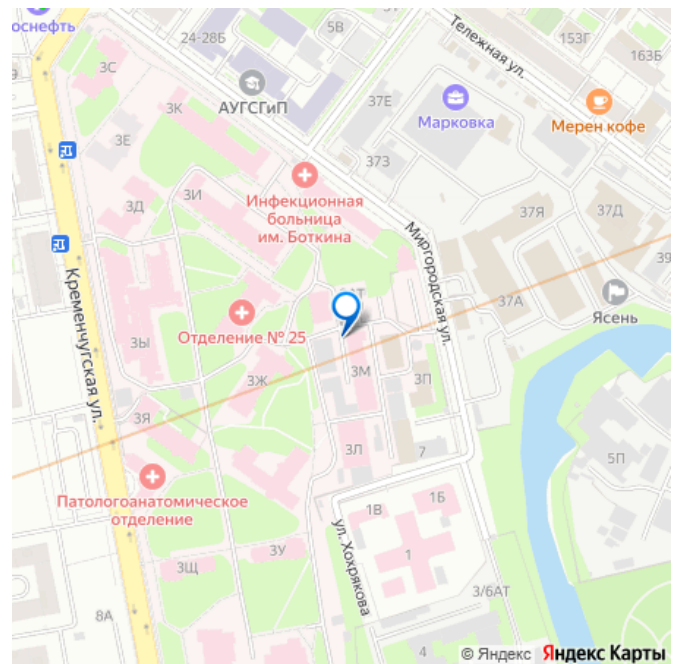 оснефть
5В
24-28Б
Тележная ул.
153Г
163Б
3С
АУГСГиП
3К
37Е
Марковка
Мерен кофе
3Е
373
Инфекционная
больница
им. Боткина
3И
3Д
37Я
37Д
Миргородская ул.
39
Кременчугская ул.
37А
Ясень
Отделение № 25
3Ы
3Ж
3М
3П
3Я
3Л
7
5П
Патологоанатомическое
отделение
1В
1Б
ул. Хохрякова
1
3У
3Щ
3/6АТ
8А
4
© Яндекс Яндекс Карты